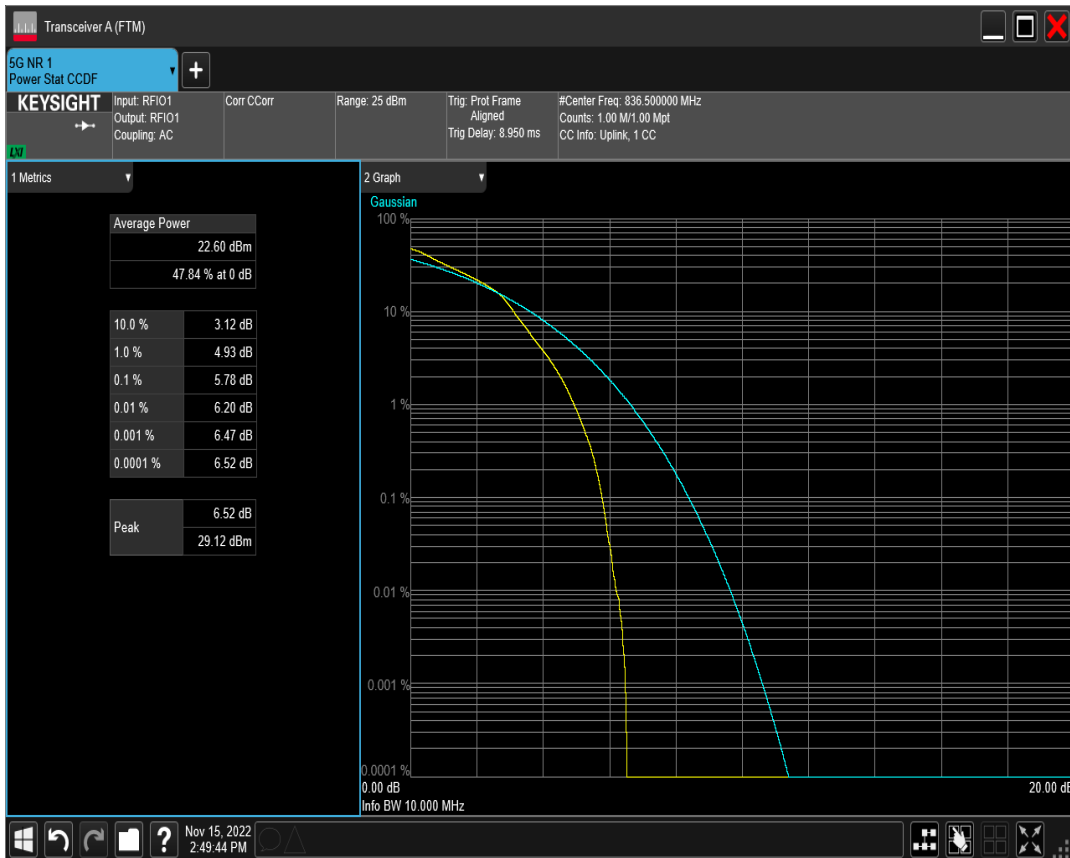 Transceiver A (FTM)
5G NR 1
Power Stat CCDF
+
KEYSIGHT
LXI
Input: RFIO1
Output: RFIO1
Coupling: AC
Corr CCorr
Range: 25 dBm
Trig: Prot Frame
Aligned
Trig Delay: 8.950 ms
#Center Freq: 836.500000 MHz
Counts: 1.00 M/1.00 Mpt
CC Info: Uplink, 1 CC
1 Metrics
Average Power
22.60 dBm
47.84 % at 0 dB
10.0 % 3.12 dB
1.0 % 4.93 dB
0.1 % 5.78 dB
0.01 % 6.20 dB
0.001 % 6.47 dB
0.0001 % 6.52 dB
Peak 6.52 dB
29.12 dBm
2 Graph
Gaussian
100 %
10 %
1 %
0.1 %
0.01 %
0.001 %
0.0001 %
0.00 dB 20.00 dB
Info BW 10.000 MHz
?
Nov 15, 2022
2:49:44 PM